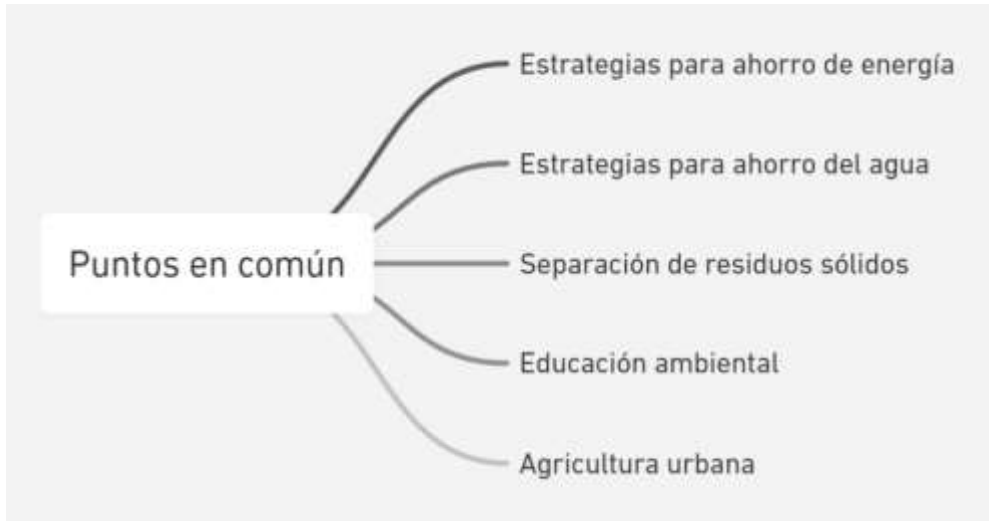 Puntos en común
Estrategias para ahorro de energía
Estrategias para ahorro del agua
Separación de residuos sólidos
Educación ambiental
Agricultura urbana